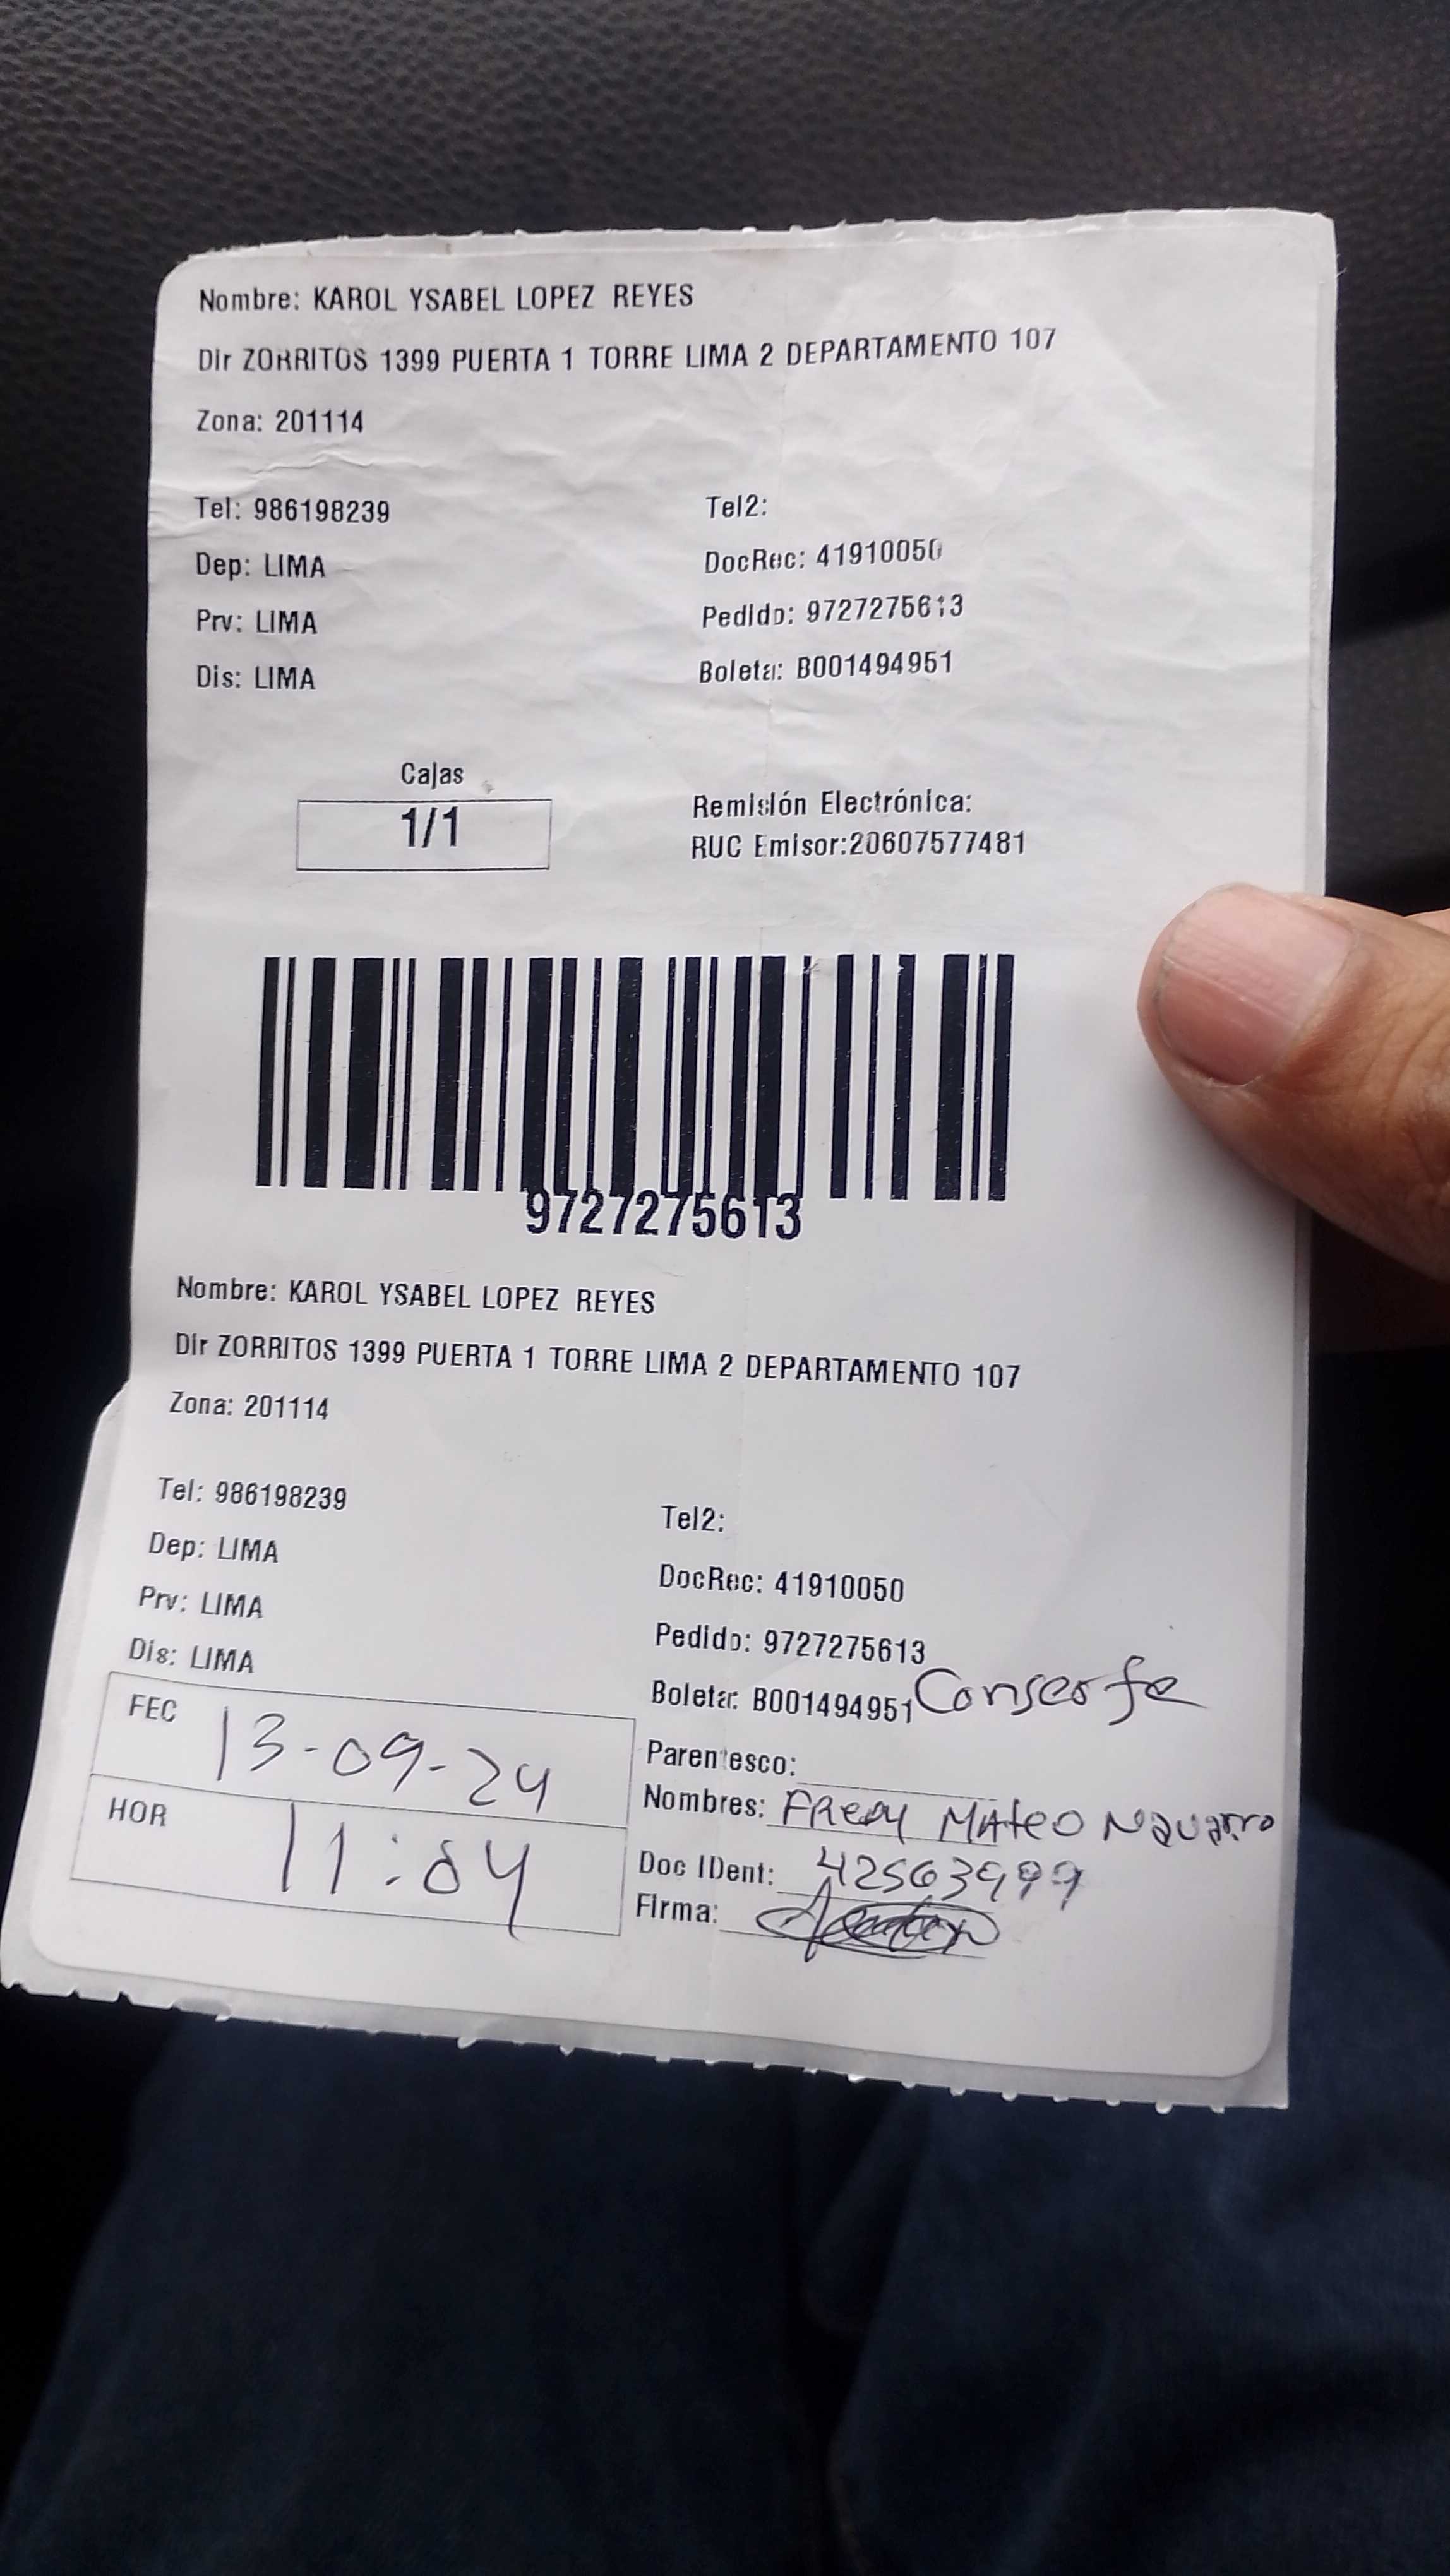 Nombre: KAROL YSABEL LOPEZ REYES
Dir ZORRITOS 1399 PUERTA 1 TORRE LIMA 2 DEPARTAMENTO 107
Zona: 201114
Tel: 986198239 Tel2:
Dep: LIMA DocRec: 41910050
Prv: LIMA Pedido: 9727275613
Dis: LIMA Boleta: B001494951
Cajas
1/1
Remisión Electrónica:
RUC Emisor:20607577481
9727275613
Nombre: KAROL YSABEL LOPEZ REYES
Dir ZORRITOS 1399 PUERTA 1 TORRE LIMA 2 DEPARTAMENTO 107
Zona: 201114
Tel: 986198239 Tel2:
Dep: LIMA DocRec: 41910050
Prv: LIMA Pedido: 9727275613
Dis: LIMA Boleta: B001494951
Conserfe
FEC 13-09-24 Parentesco:
Nombres: FREDY MATEO Navarro
HOR 11:04 Doc IDent: 42563999
Firma: